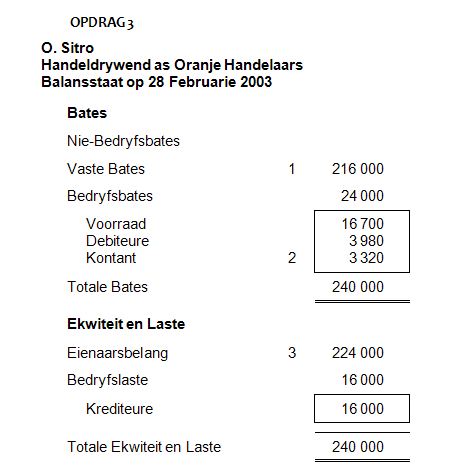 OPDRAG 3
O. Sitro
Handeldrywend as Oranje Handelaars
Balansstaat op 28 Februarie 2003
Bates
Nie-Bedryfsbates
Vaste Bates 1 216 000
Bedryfsbates 24 000
Voorraad 16 700
Debiteure 3 980
Kontant 2 3 320
Totale Bates 240 000
Ekwiteit en Laste
Eienaarsbelang 3 224 000
Bedryfslaste 16 000
Krediteure 16 000
Totale Ekwiteit en Laste 240 000